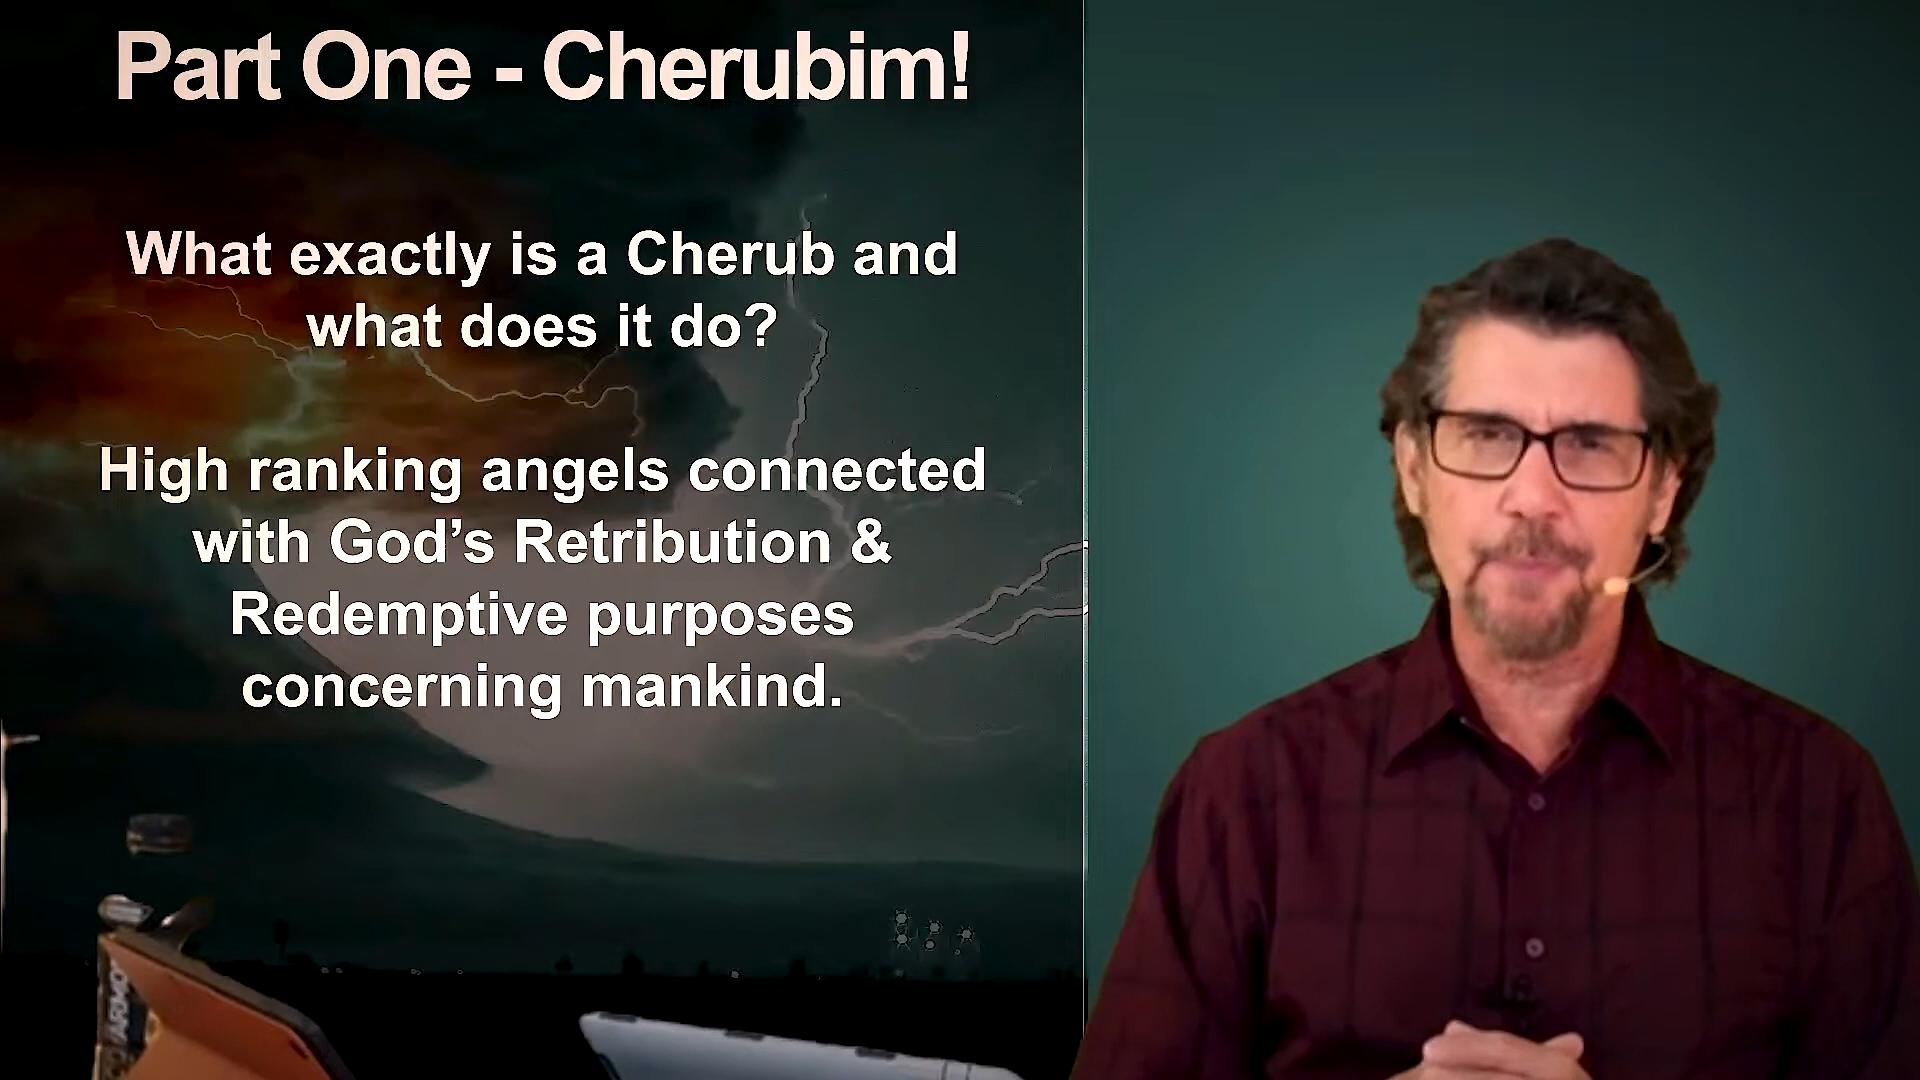 Part One - Cherubim!
What exactly is a Cherub and
what does it do?
High ranking angels connected
with God’s Retribution &
Redemptive purposes
concerning mankind.